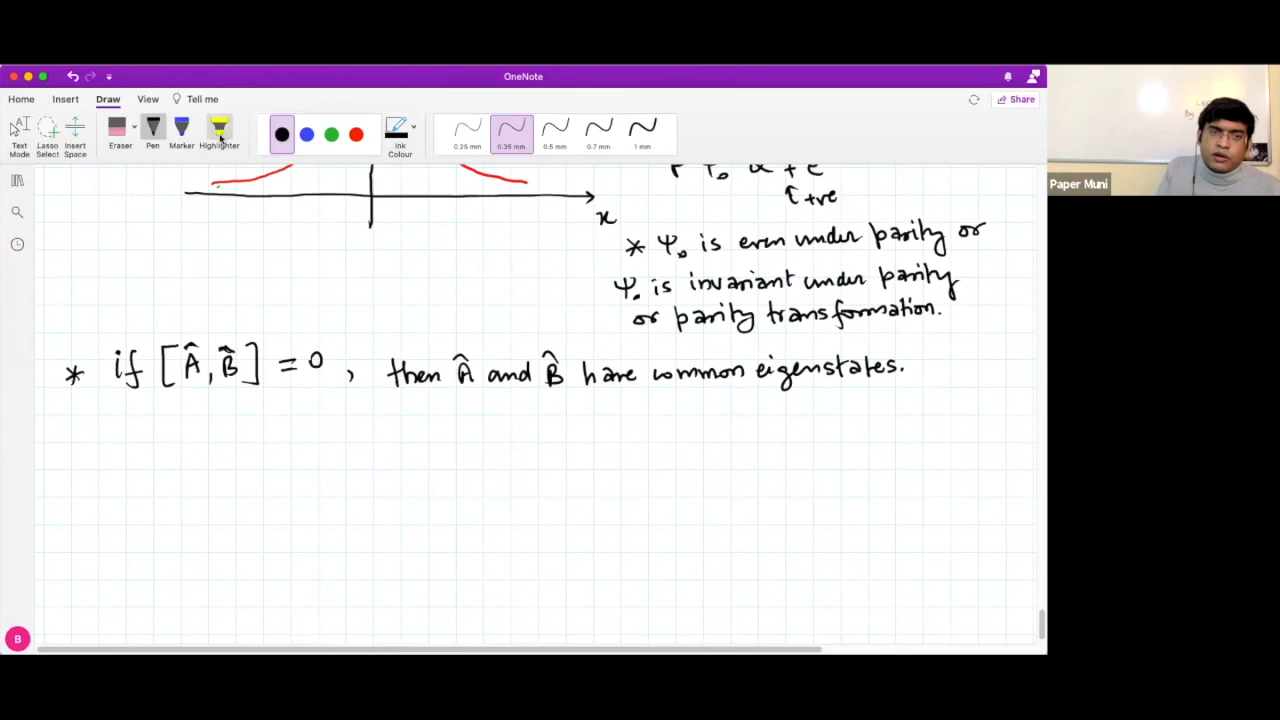 OneNote
Home Insert Draw View Tell me
Share
Text Mode
Lasso Select
Insert Space
Eraser
Pen
Marker
Highlighter
0.25 mm
0.35 mm
0.5 mm
0.7 mm
1 mm
Ink Colour
Paper Muni
+ve
x
* Ψ₀ is even under parity or
Ψ₀ is invariant under parity
or parity transformation.
* if [Â, B̂] = 0, then Â and B̂ have common eigenstates.
B